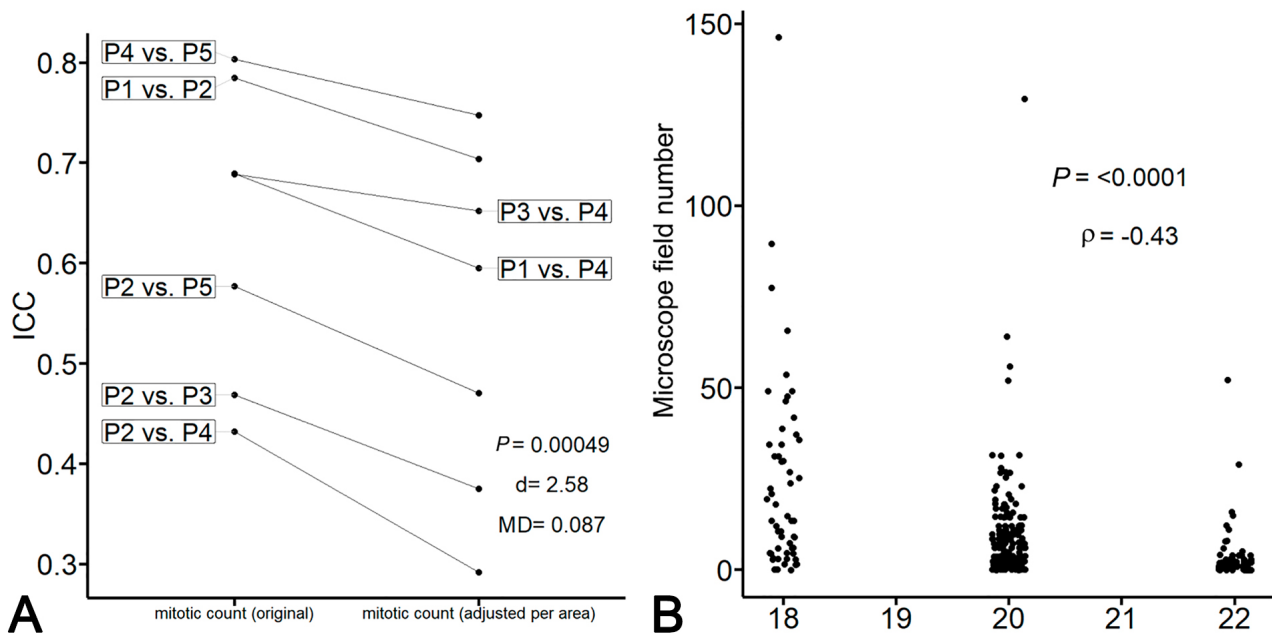 0.8
0.7
0.6
0.5
0.4
0.3
ICC
P4 vs. P5
P1 vs. P2
P3 vs. P4
P1 vs. P4
P2 vs. P5
P2 vs. P3
P2 vs. P4
P= 0.00049
d= 2.58
MD= 0.087
mitotic count (original)
mitotic count (adjusted per area)
A
150
100
50
0
Microscope field number
P = <0.0001
ρ = -0.43
18
19
20
21
22
B